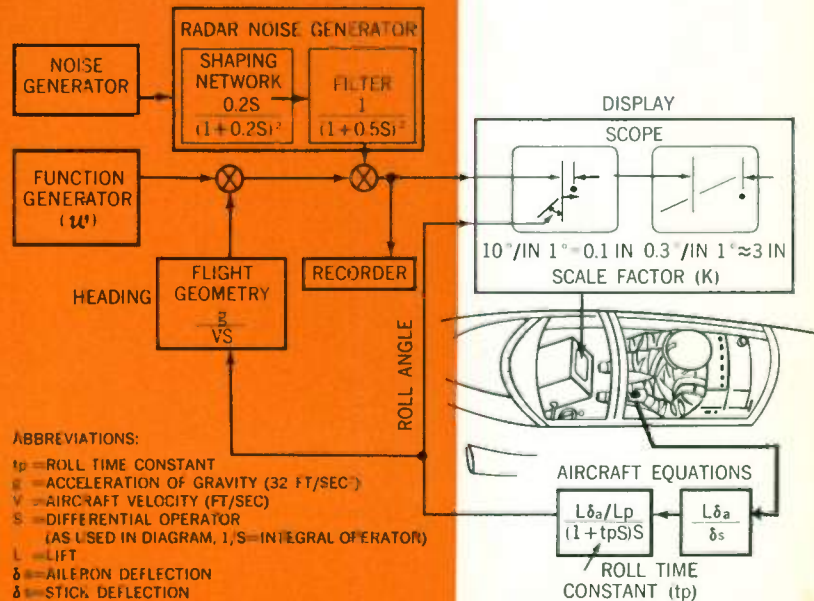 RADAR NOISE GENERATOR
NOISE
GENERATOR
SHAPING
NETWORK
0.2S
(1+0.2S)²
FILTER
1
(1+0.5S)²
FUNCTION
GENERATOR
(w)
DISPLAY
SCOPE
10°/IN 1°=0.1 IN 0.3°/IN 1°≈3 IN
SCALE FACTOR (K)
RECORDER
HEADING
FLIGHT
GEOMETRY
g
VS
ROLL ANGLE
ABBREVIATIONS:
tp=ROLL TIME CONSTANT
g=ACCELERATION OF GRAVITY (32 FT/SEC²)
V=AIRCRAFT VELOCITY (FT/SEC)
S=DIFFERENTIAL OPERATOR
(AS USED IN DIAGRAM, 1/S=INTEGRAL OPERATOR)
L=LIFT
δa=AILERON DEFLECTION
δs=STICK DEFLECTION
AIRCRAFT EQUATIONS
Lδa/Lp
(1+tpS)S
Lδa
δs
ROLL TIME
CONSTANT (tp)